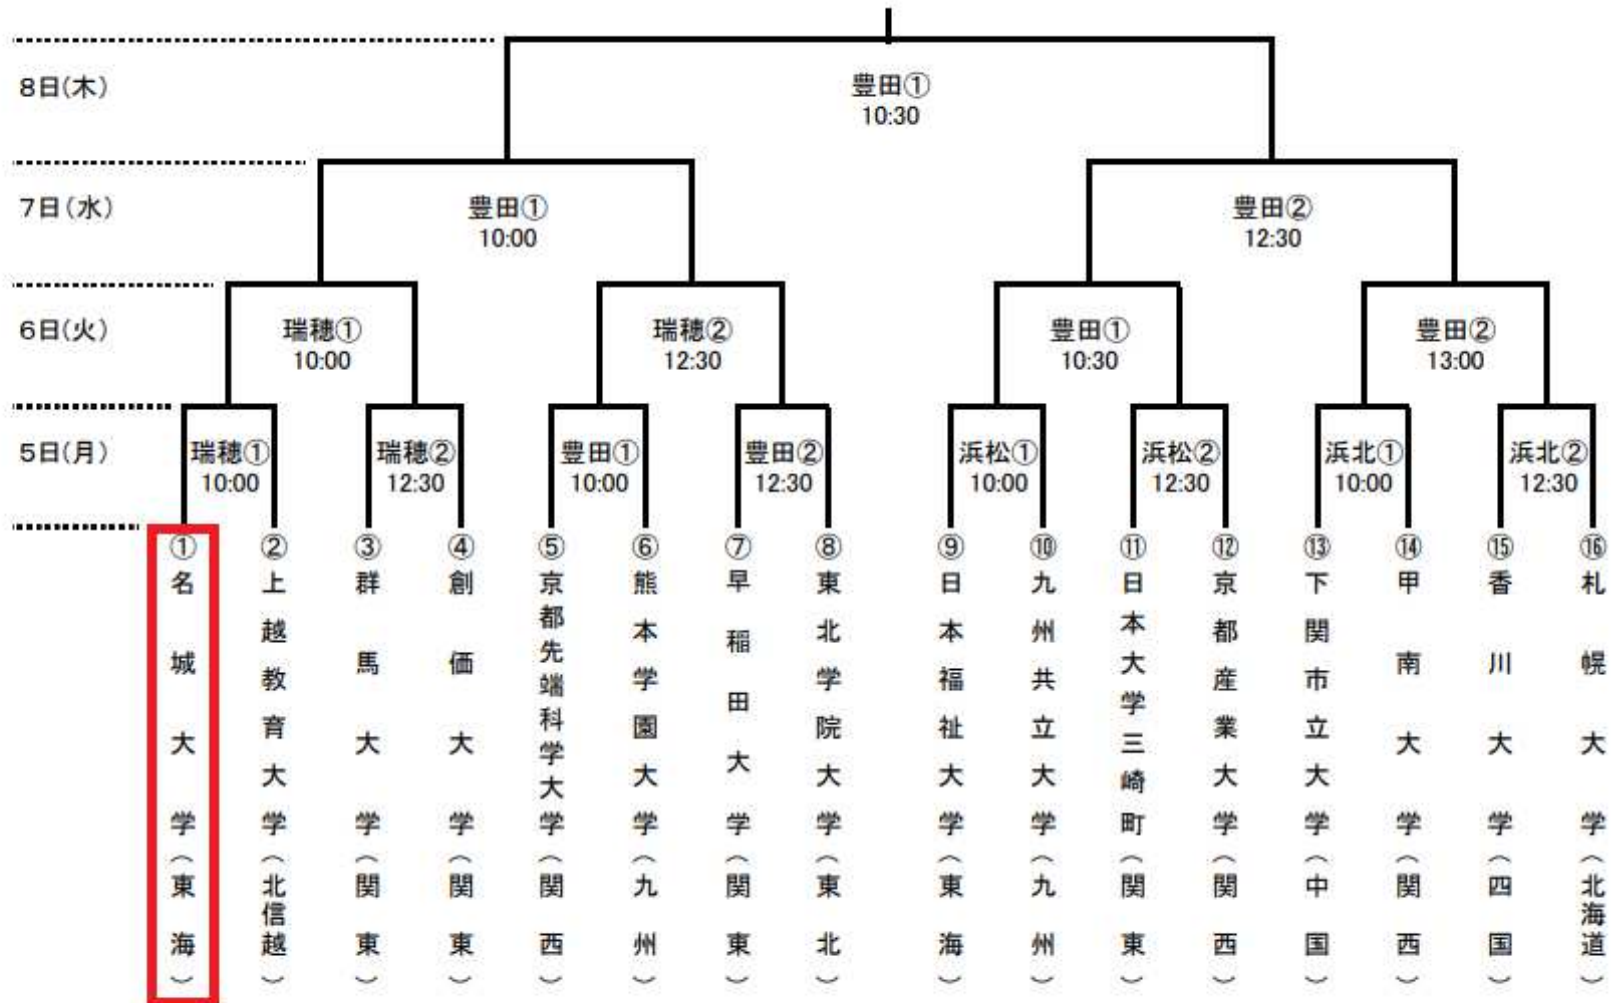 8日(木)
豊田①
10:30
7日(水)
豊田①
10:00
豊田②
12:30
6日(火)
瑞穂①
10:00
瑞穂②
12:30
豊田①
10:30
豊田②
13:00
5日(月)
瑞穂①
10:00
瑞穂②
12:30
豊田①
10:00
豊田②
12:30
浜松①
10:00
浜松②
12:30
浜北①
10:00
浜北②
12:30
①名城大学(東海)
②上越教育大学(北信越)
③群馬大学(関東)
④創価大学(関東)
⑤京都先端科学大学(関西)
⑥熊本学園大学(九州)
⑦早稲田大学(関東)
⑧東北学院大学(東北)
⑨日本福祉大学(東海)
⑩九州共立大学(九州)
⑪日本大学三崎町(関東)
⑫京都産業大学(関西)
⑬下関市立大学(中国)
⑭甲南大学(関西)
⑮香川大学(四国)
⑯札幌大学(北海道)